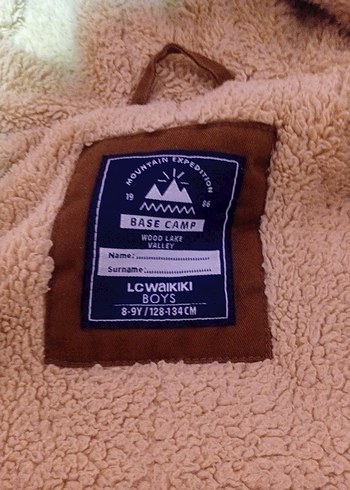 MOUNTAIN EXPEDITION
19 86
BASE CAMP
WOOD LAKE
VALLEY
Name:
Surname:
LC WAIKIKI
BOYS
8-9Y / 128-134 CM